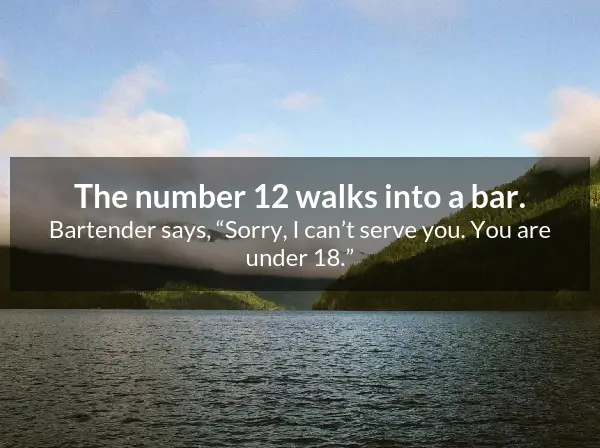 The number 12 walks into a bar.
Bartender says, “Sorry, I can’t serve you. You are
under 18.”